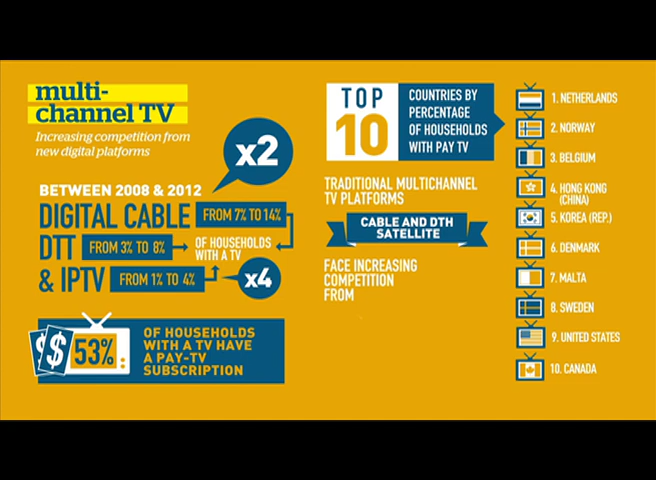 multi-
channel TV
Increasing competition from
new digital platforms
x2
BETWEEN 2008 & 2012
DIGITAL CABLE FROM 7% TO 14%
DTT FROM 3% TO 8% OF HOUSEHOLDS
WITH A TV
& IPTV FROM 1% TO 4% x4
$ $ 53%
OF HOUSEHOLDS
WITH A TV HAVE
A PAY-TV
SUBSCRIPTION
TOP
10
COUNTRIES BY
PERCENTAGE
OF HOUSEHOLDS
WITH PAY TV
TRADITIONAL MULTICHANNEL
TV PLATFORMS
CABLE AND DTH
SATELLITE
FACE INCREASING
COMPETITION
FROM
1. NETHERLANDS
2. NORWAY
3. BELGIUM
4. HONG KONG
(CHINA)
5. KOREA (REP.)
6. DENMARK
7. MALTA
8. SWEDEN
9. UNITED STATES
10. CANADA